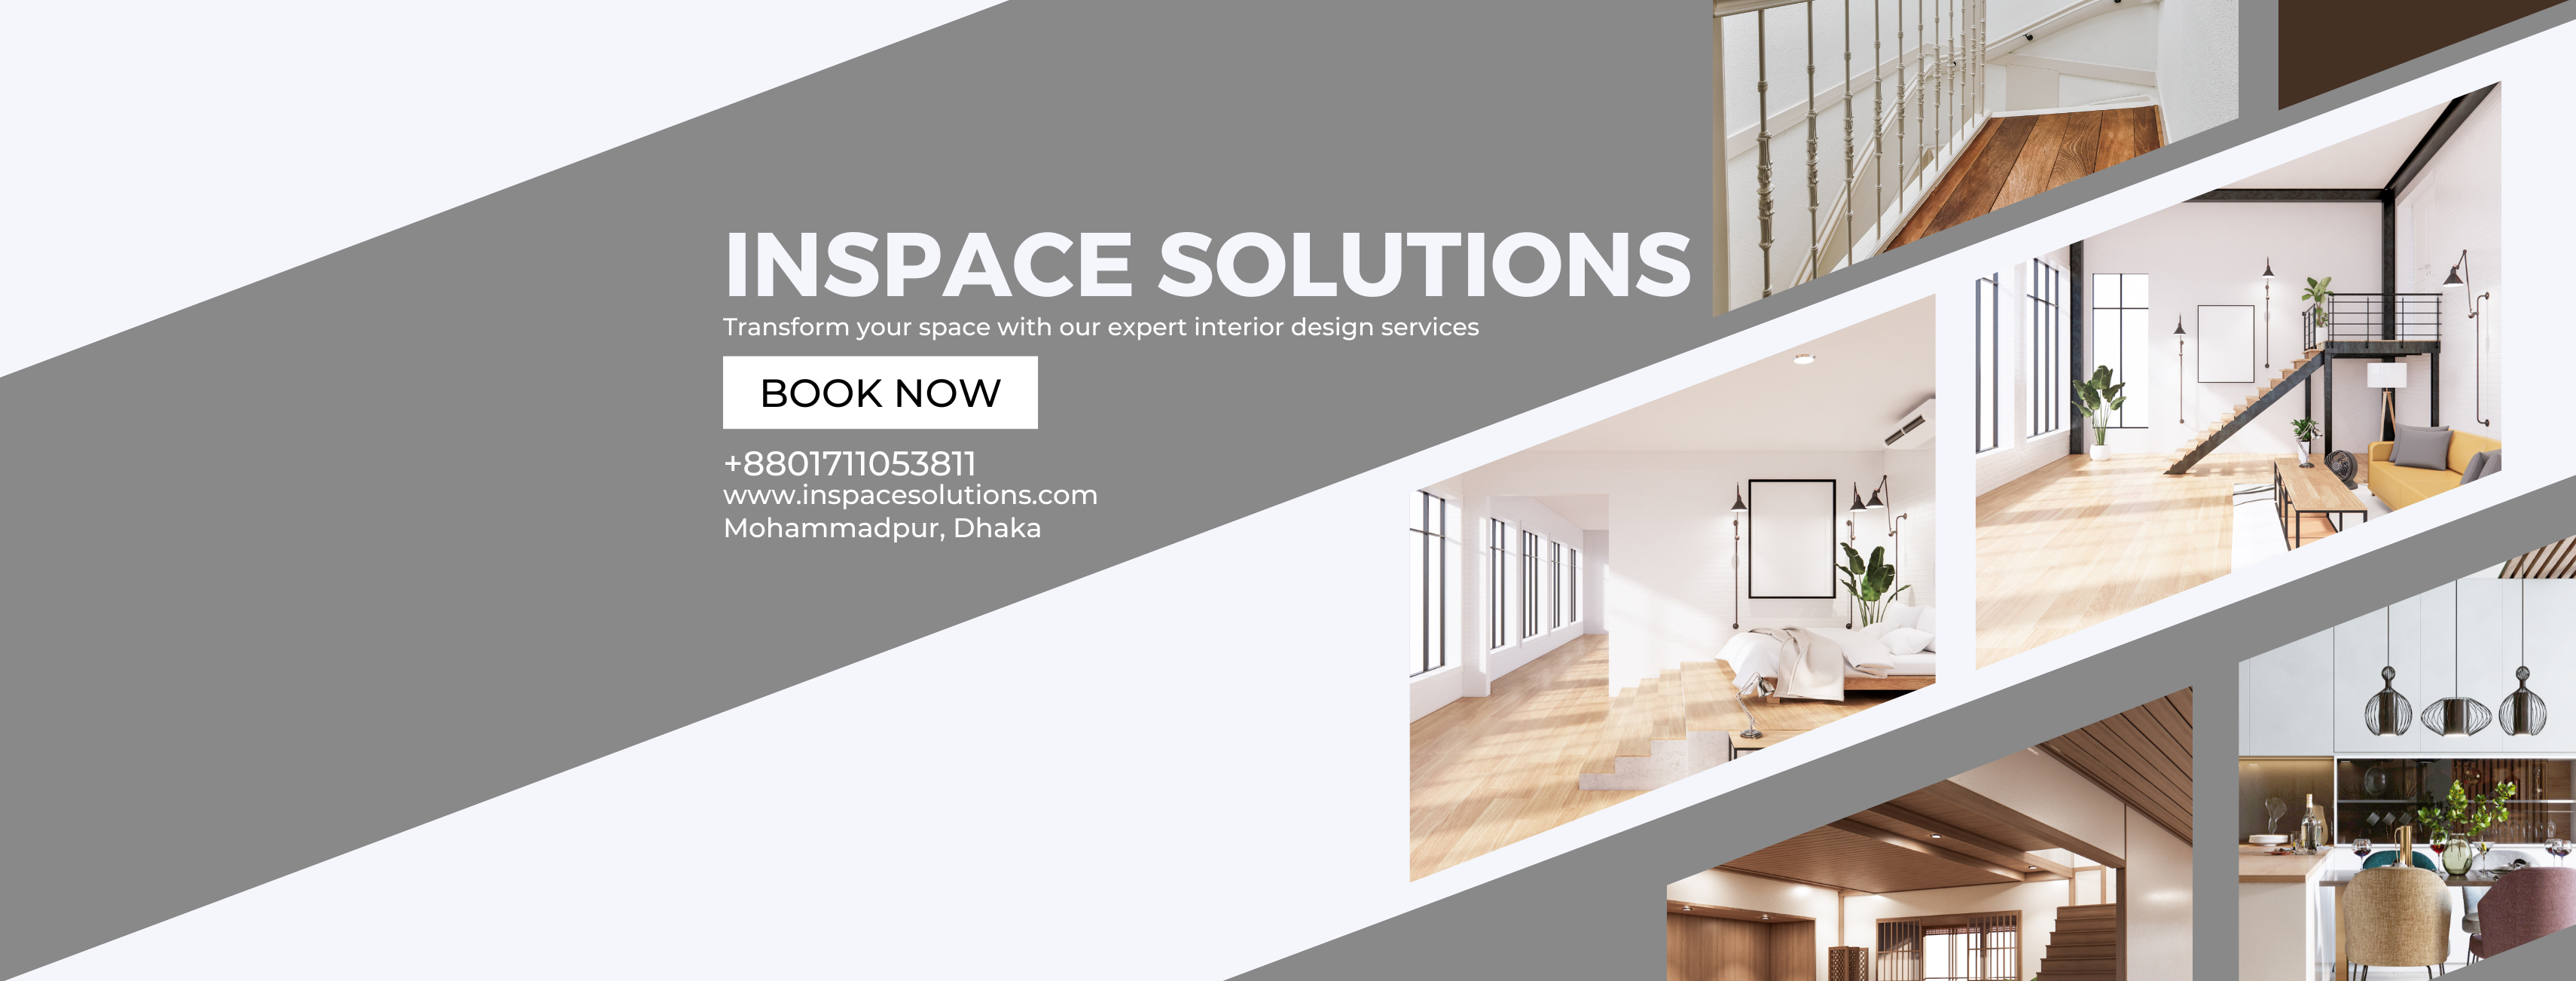 INSPACE SOLUTIONS
Transform your space with our expert interior design services
BOOK NOW
+8801711053811
www.inspacesolutions.com
Mohammadpur, Dhaka